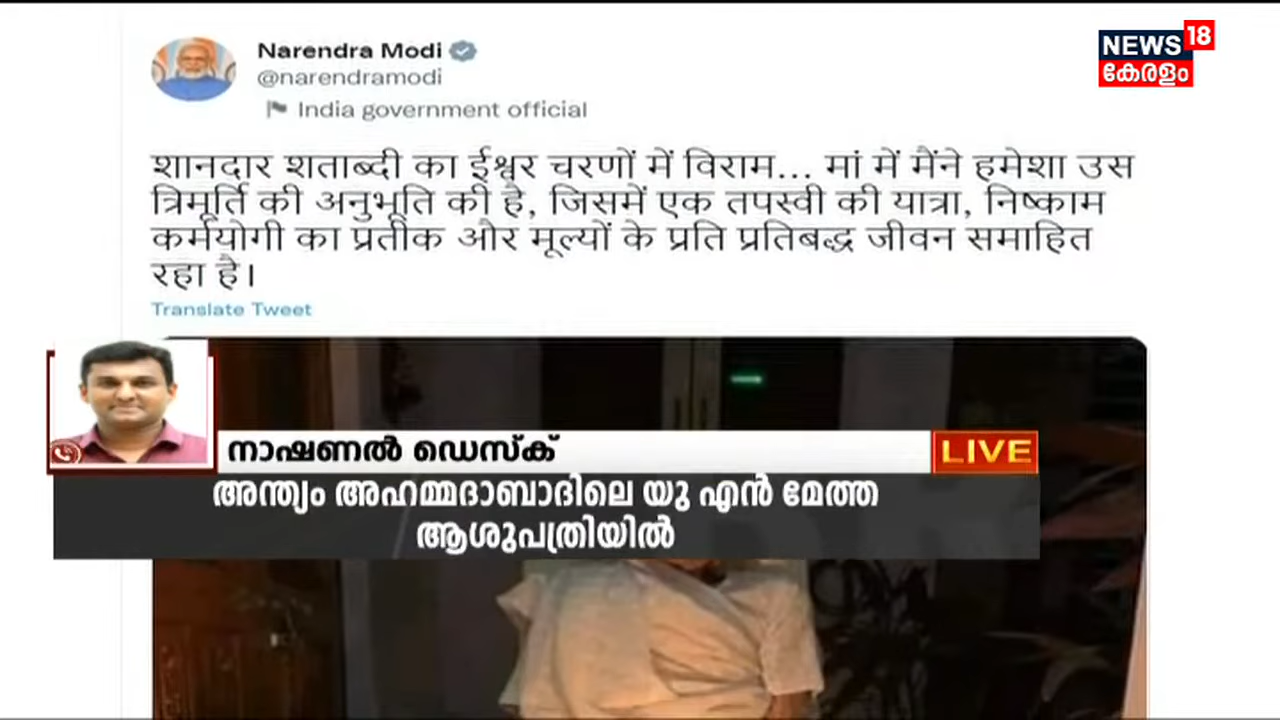 Narendra Modi
@narendramodi
India government official
NEWS 18
കേരളം
शानदार शताब्दी का ईश्वर चरणों में विराम... मां में मैंने हमेशा उस
त्रिमूर्ति की अनुभूति की है, जिसमें एक तपस्वी की यात्रा, निष्काम
कर्मयोगी का प्रतीक और मूल्यों के प्रति प्रतिबद्ध जीवन समाहित
रहा है।
Translate Tweet
നാഷണൽ ഡെസ്ക്
LIVE
അന്ത്യം അഹമ്മദാബാദിലെ യു എൻ മേത്ത
ആശുപത്രിയിൽ